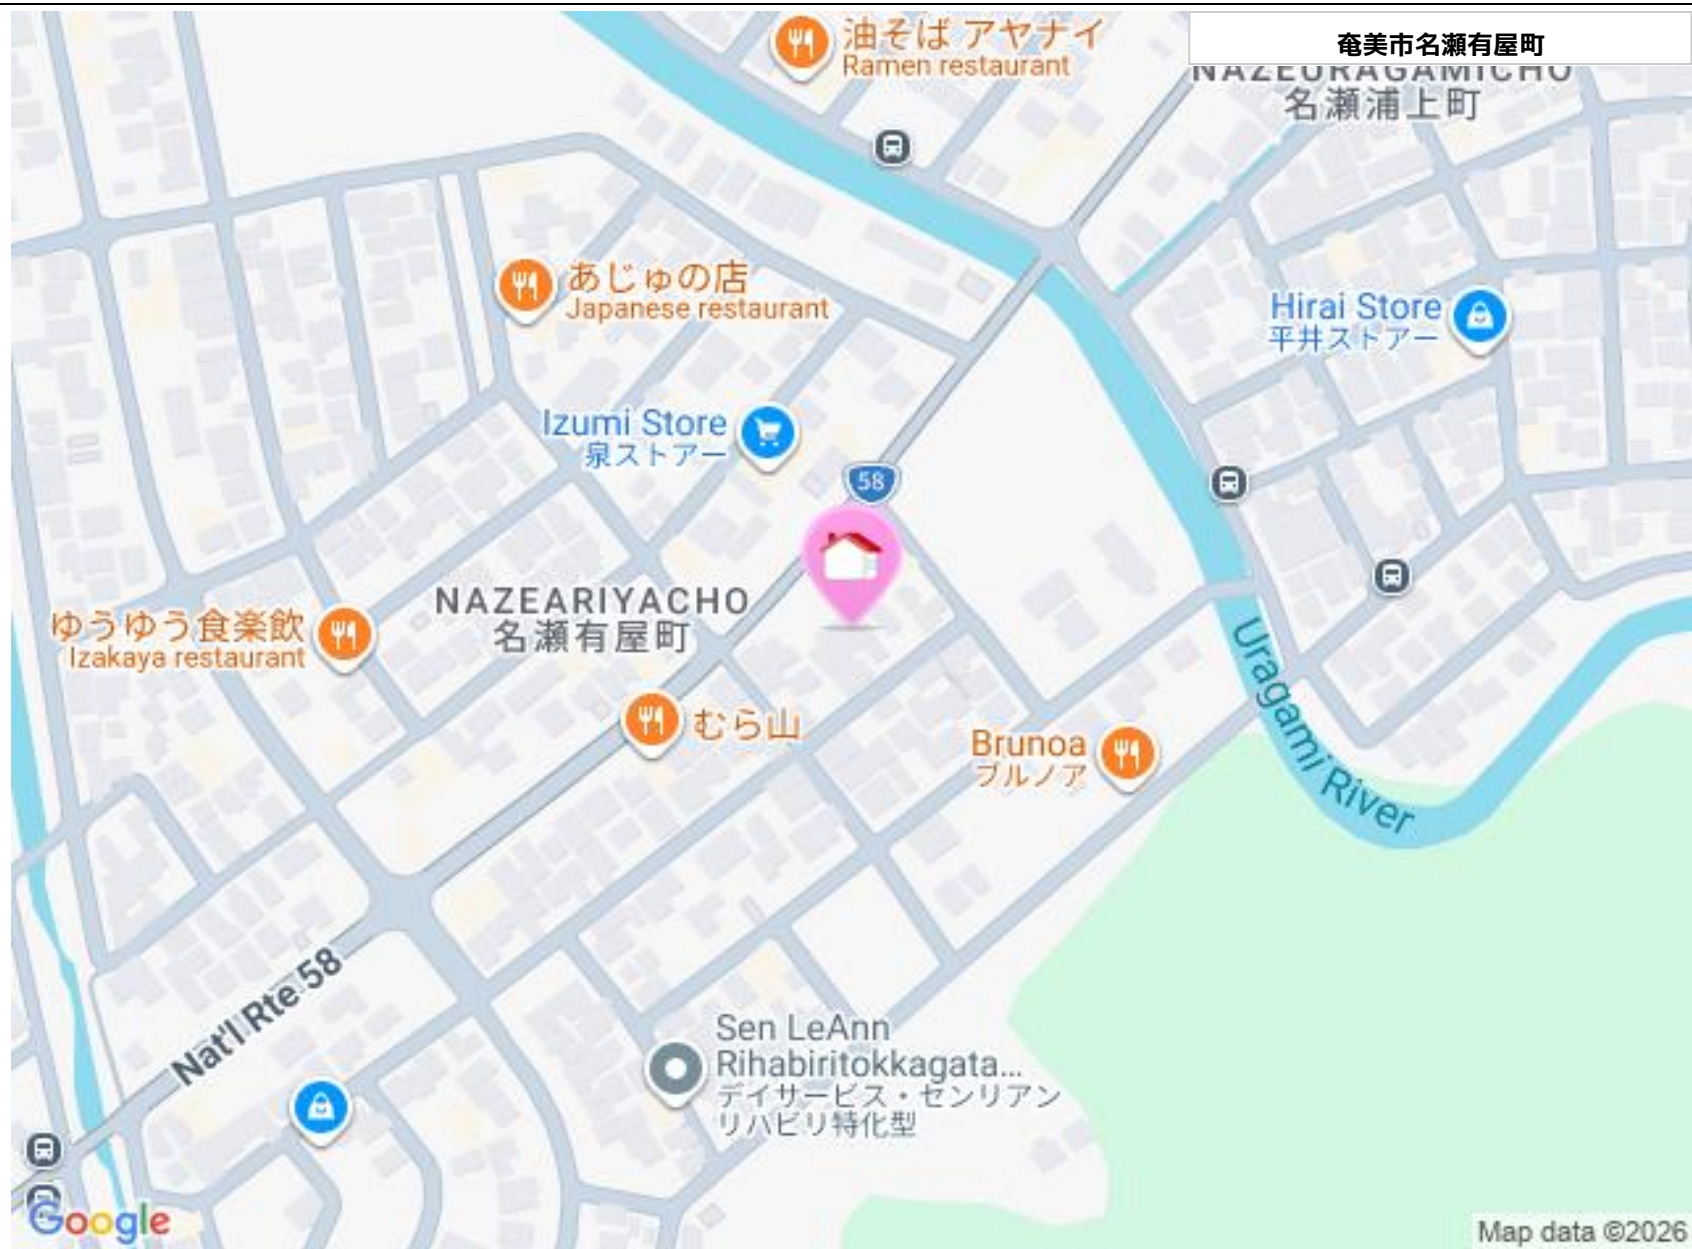 油そば アヤナイ
Ramen restaurant
奄美市名瀬有屋町
NAZEURAGAMICHO
名瀬浦上町
あじゅの店
Japanese restaurant
Hirai Store
平井ストアー
Izumi Store
泉ストアー
58
NAZEARIYACHO
名瀬有屋町
ゆうゆう食楽飲
Izakaya restaurant
むら山
Brunoa
ブルノア
Uragami River
Nat'l Rte 58
Sen LeAnn
Rihabiritokkagata...
デイサービス・センリアン
リハビリ特化型
Google
Map data ©2026